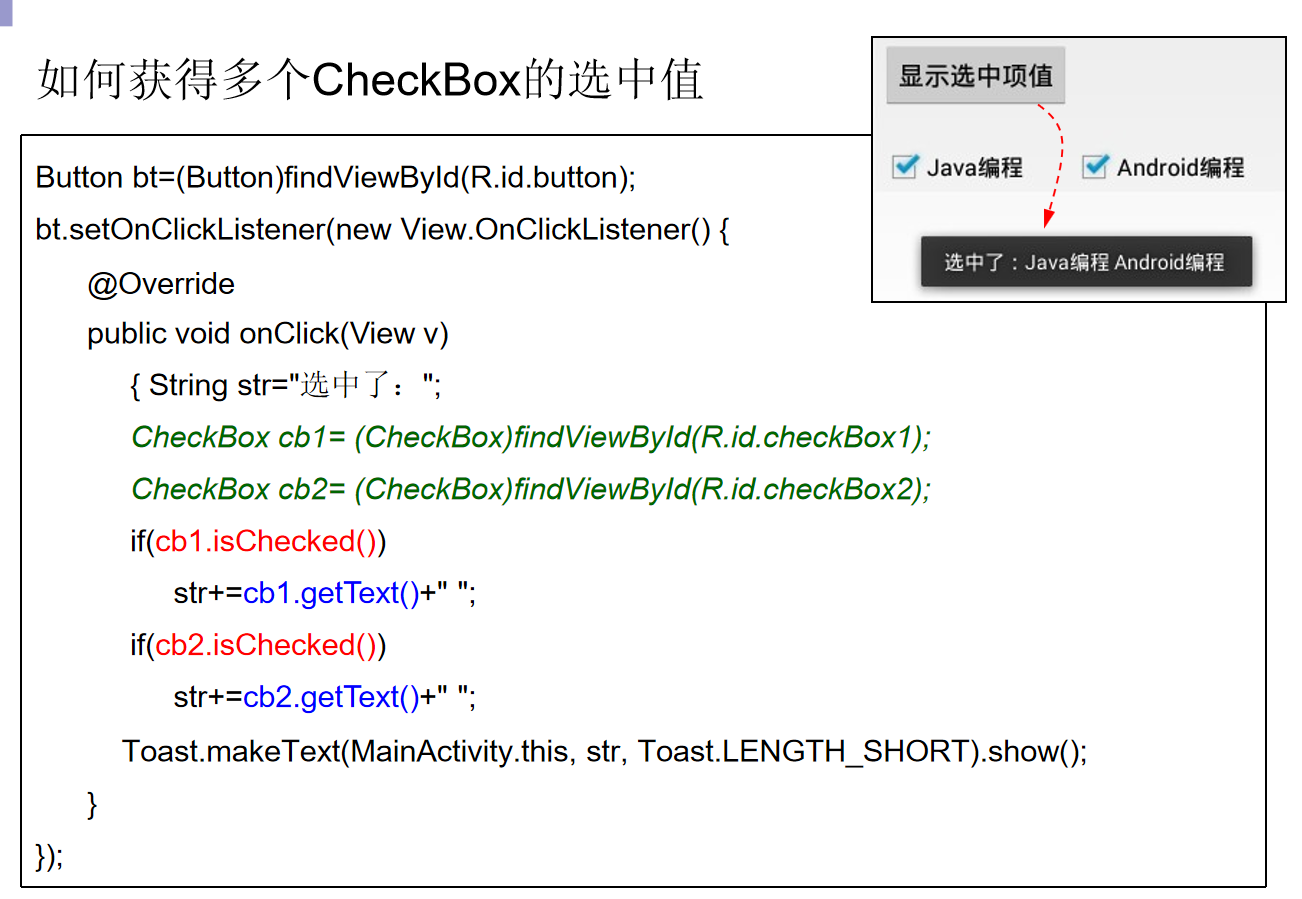 如何获得多个CheckBox的选中值
显示选中项值
Java编程 Android编程
选中了：Java编程 Android编程
Button bt=(Button)findViewById(R.id.button);
bt.setOnClickListener(new View.OnClickListener() {
@Override
public void onClick(View v)
{ String str="选中了：";
CheckBox cb1= (CheckBox)findViewById(R.id.checkBox1);
CheckBox cb2= (CheckBox)findViewById(R.id.checkBox2);
if(cb1.isChecked())
str+=cb1.getText()+" ";
if(cb2.isChecked())
str+=cb2.getText()+" ";
Toast.makeText(MainActivity.this, str, Toast.LENGTH_SHORT).show();
}
});